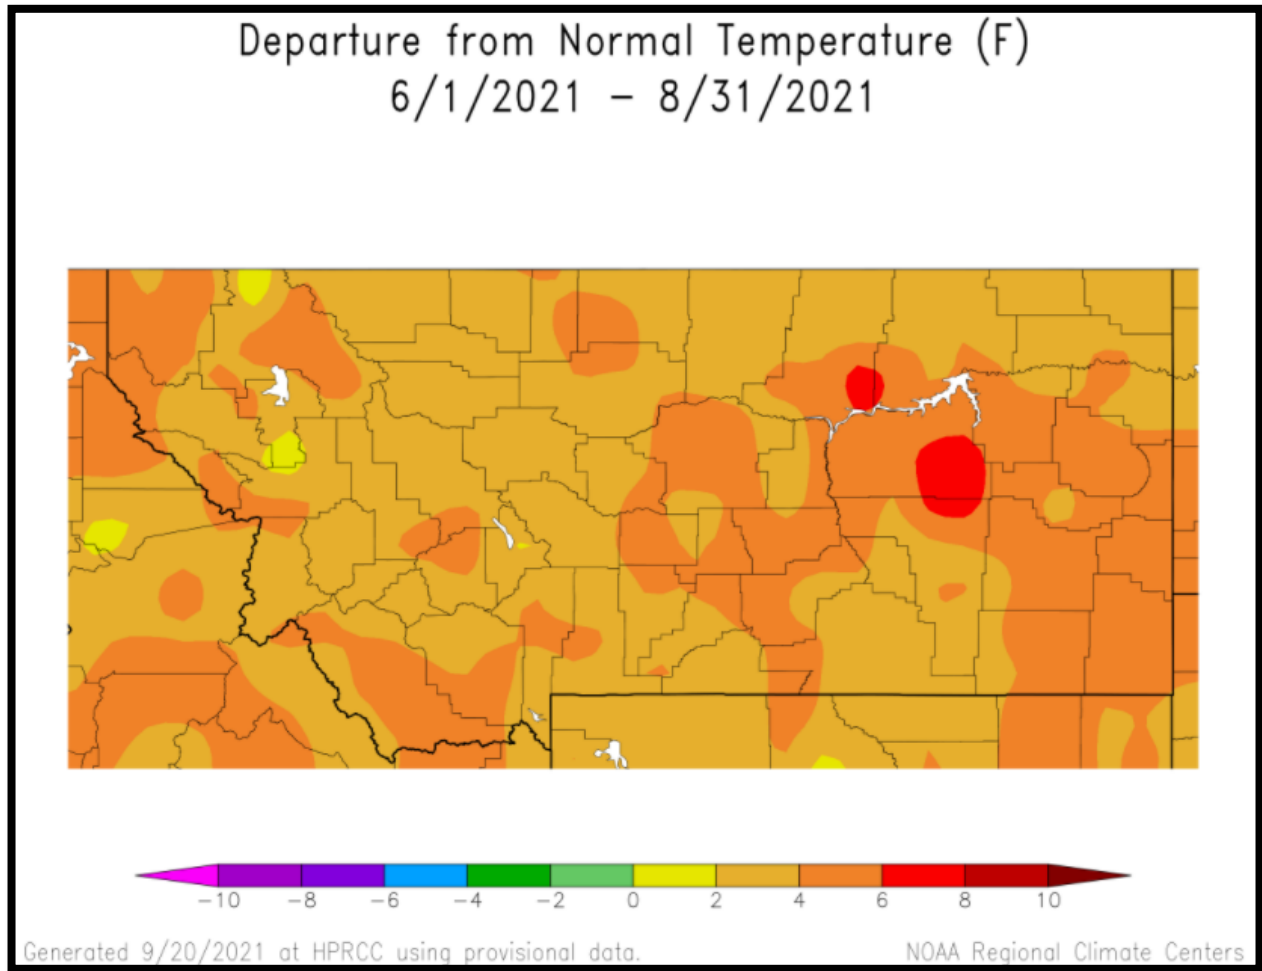 Departure from Normal Temperature (F)
6/1/2021 – 8/31/2021
−10 −8 −6 −4 −2 0 2 4 6 8 10
Generated 9/20/2021 at HPRCC using provisional data. NOAA Regional Climate Centers